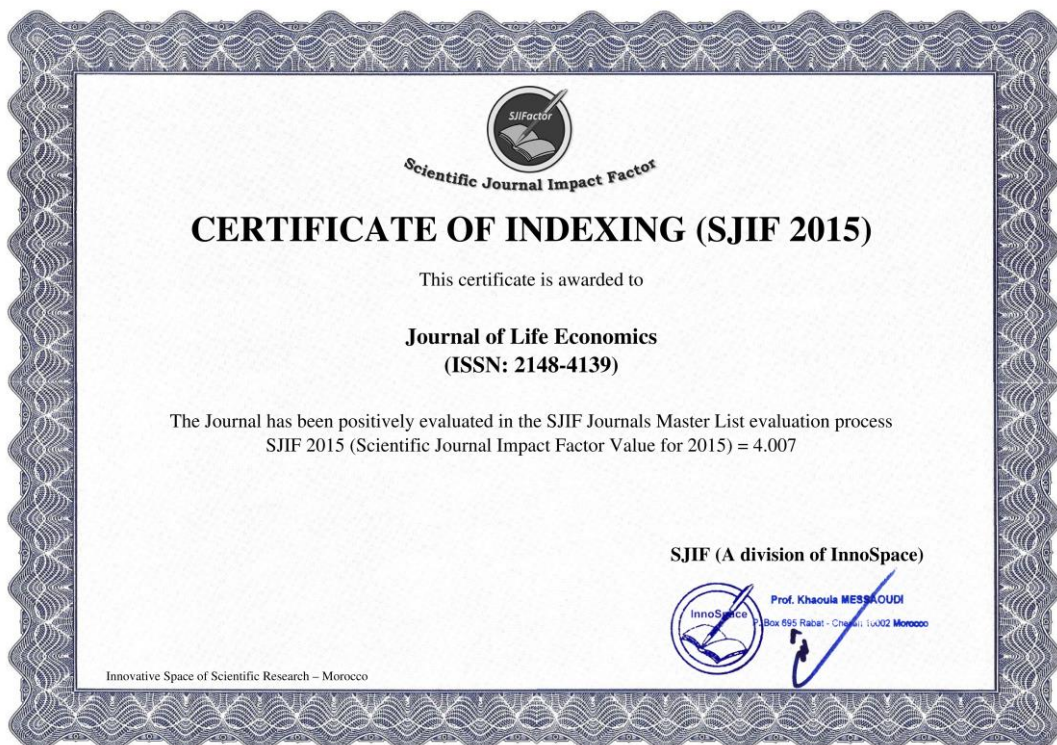 SJIFactor
Scientific Journal Impact Factor
CERTIFICATE OF INDEXING (SJIF 2015)
This certificate is awarded to
Journal of Life Economics
(ISSN: 2148-4139)
The Journal has been positively evaluated in the SJIF Journals Master List evaluation process
SJIF 2015 (Scientific Journal Impact Factor Value for 2015) = 4.007
SJIF (A division of InnoSpace)
InnoSpace
Prof. Khaoula MESSAOUDI
P. Box 695 Rabat - 10002 Morocco
Innovative Space of Scientific Research – Morocco